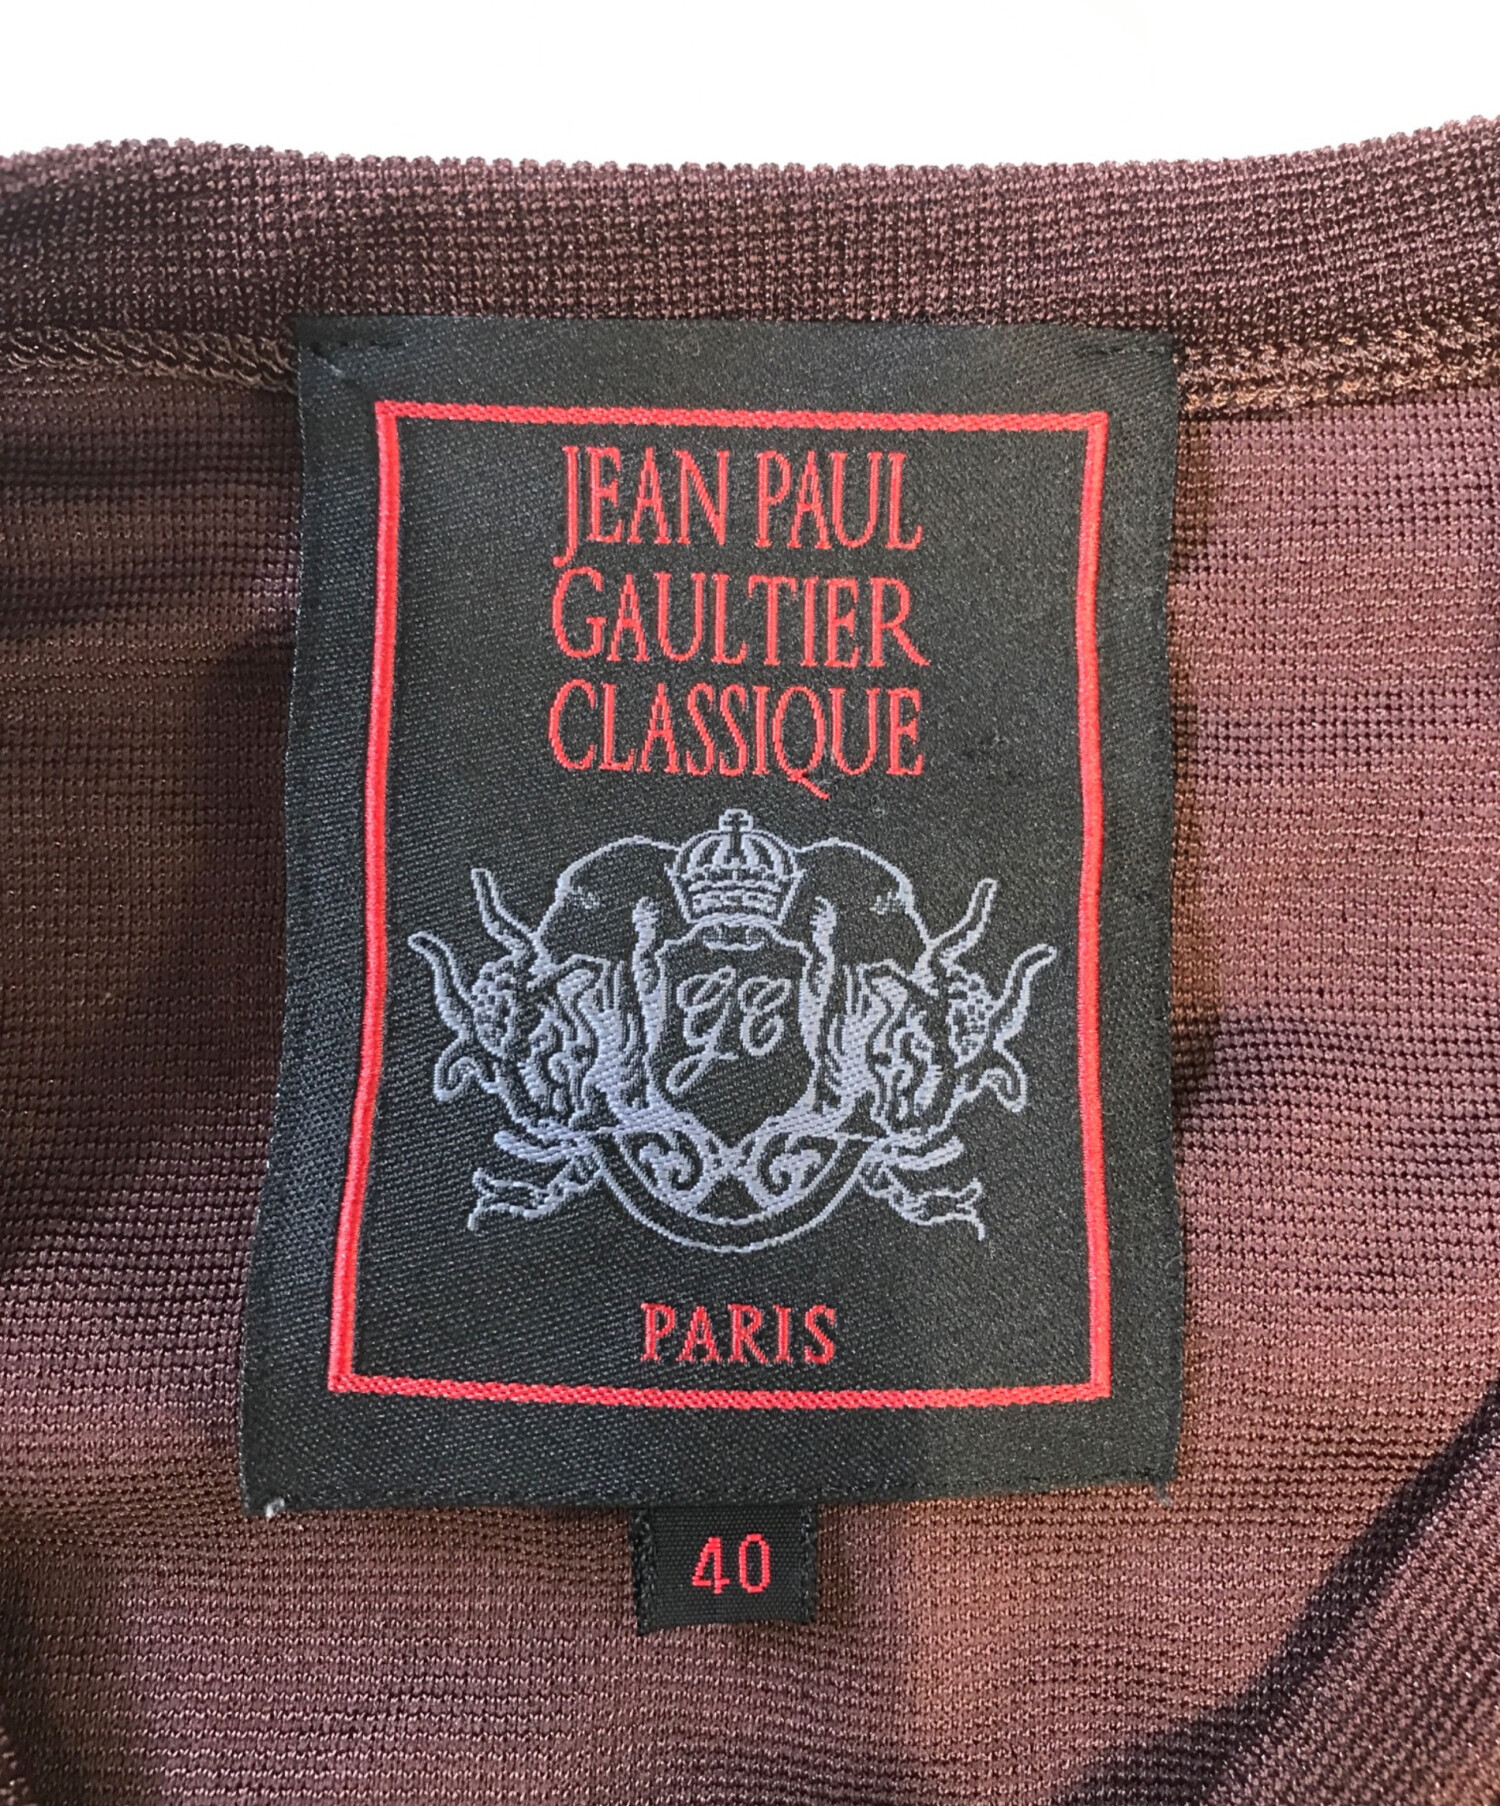 JEAN PAUL
GAULTIER
CLASSIQUE
PARIS
40